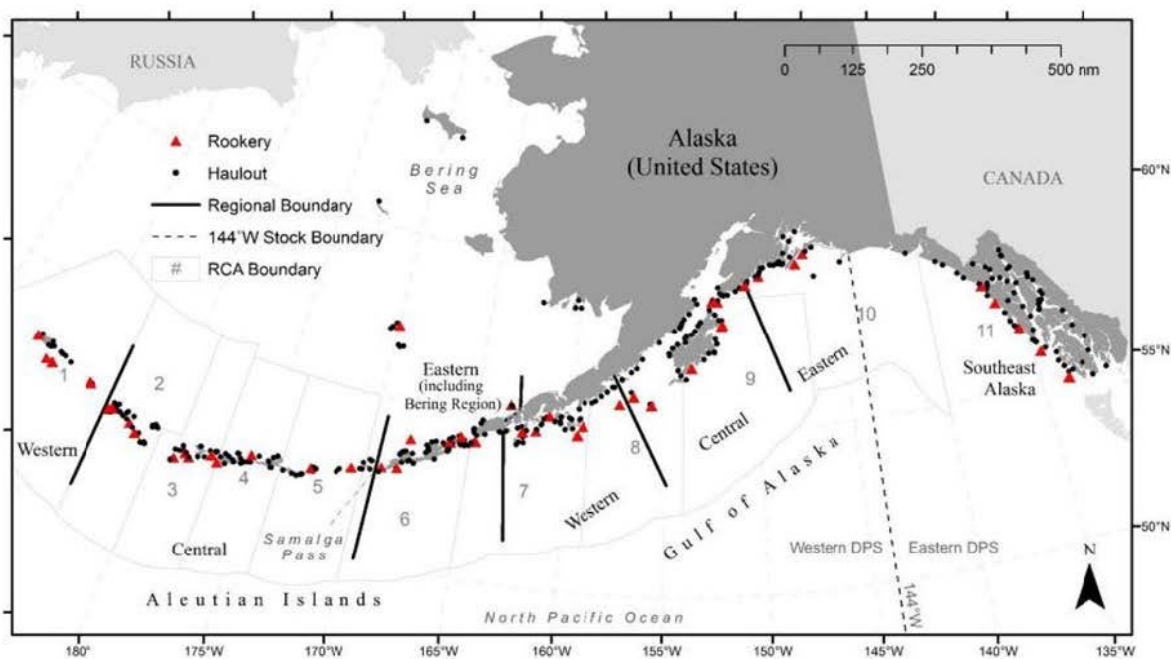 RUSSIA
0 125 250 500 nm
Rookery
Haulout
Regional Boundary
144°W Stock Boundary
# RCA Boundary
Bering
Sea
Alaska
(United States)
CANADA
60°N
55°N
50°N
1
2
3
4
5
6
7
8
9
10
11
Western
Central
Samalga
Pass
Eastern
(including
Bering Region)
Western
Central
Eastern
Southeast
Alaska
Gulf of Alaska
Western DPS
Eastern DPS
144°W
N
Aleutian Islands
North Pacific Ocean
180° 175°W 170°W 165°W 160°W 155°W 150°W 145°W 140°W 135°W